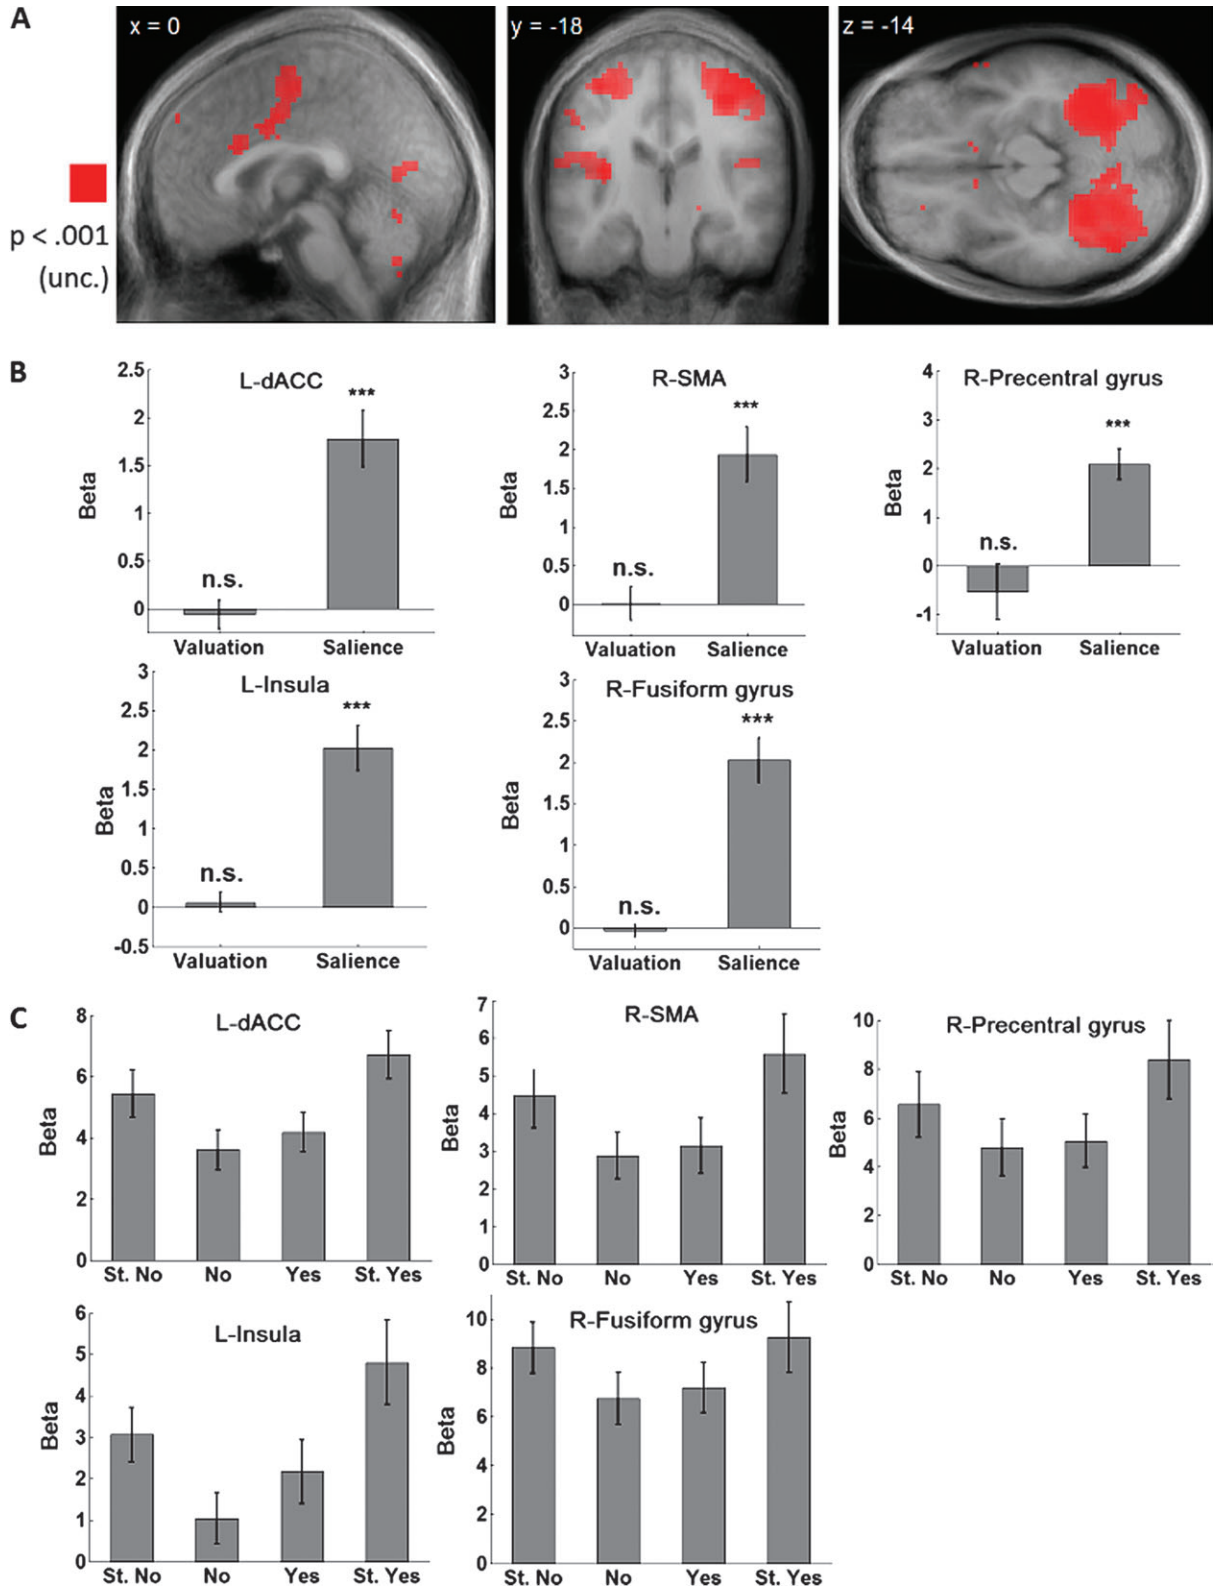 A
x = 0
y = -18
z = -14
p < .001
(unc.)
B
L-dACC
2.5
2
1.5
1
0.5
0
Beta
***
n.s.
Valuation Salience
R-SMA
3
2.5
2
1.5
1
0.5
0
Beta
***
n.s.
Valuation Salience
R-Precentral gyrus
4
3
2
1
0
-1
Beta
***
n.s.
Valuation Salience
L-Insula
3
2.5
2
1.5
1
0.5
0
-0.5
Beta
***
n.s.
Valuation Salience
R-Fusiform gyrus
3
2.5
2
1.5
1
0.5
0
Beta
***
n.s.
Valuation Salience
C
L-dACC
8
6
4
2
0
Beta
St. No No Yes St. Yes
R-SMA
7
6
5
4
3
2
1
0
Beta
St. No No Yes St. Yes
R-Precentral gyrus
10
8
6
4
2
0
Beta
St. No No Yes St. Yes
L-Insula
6
5
4
3
2
1
0
Beta
St. No No Yes St. Yes
R-Fusiform gyrus
10
8
6
4
2
0
Beta
St. No No Yes St. Yes